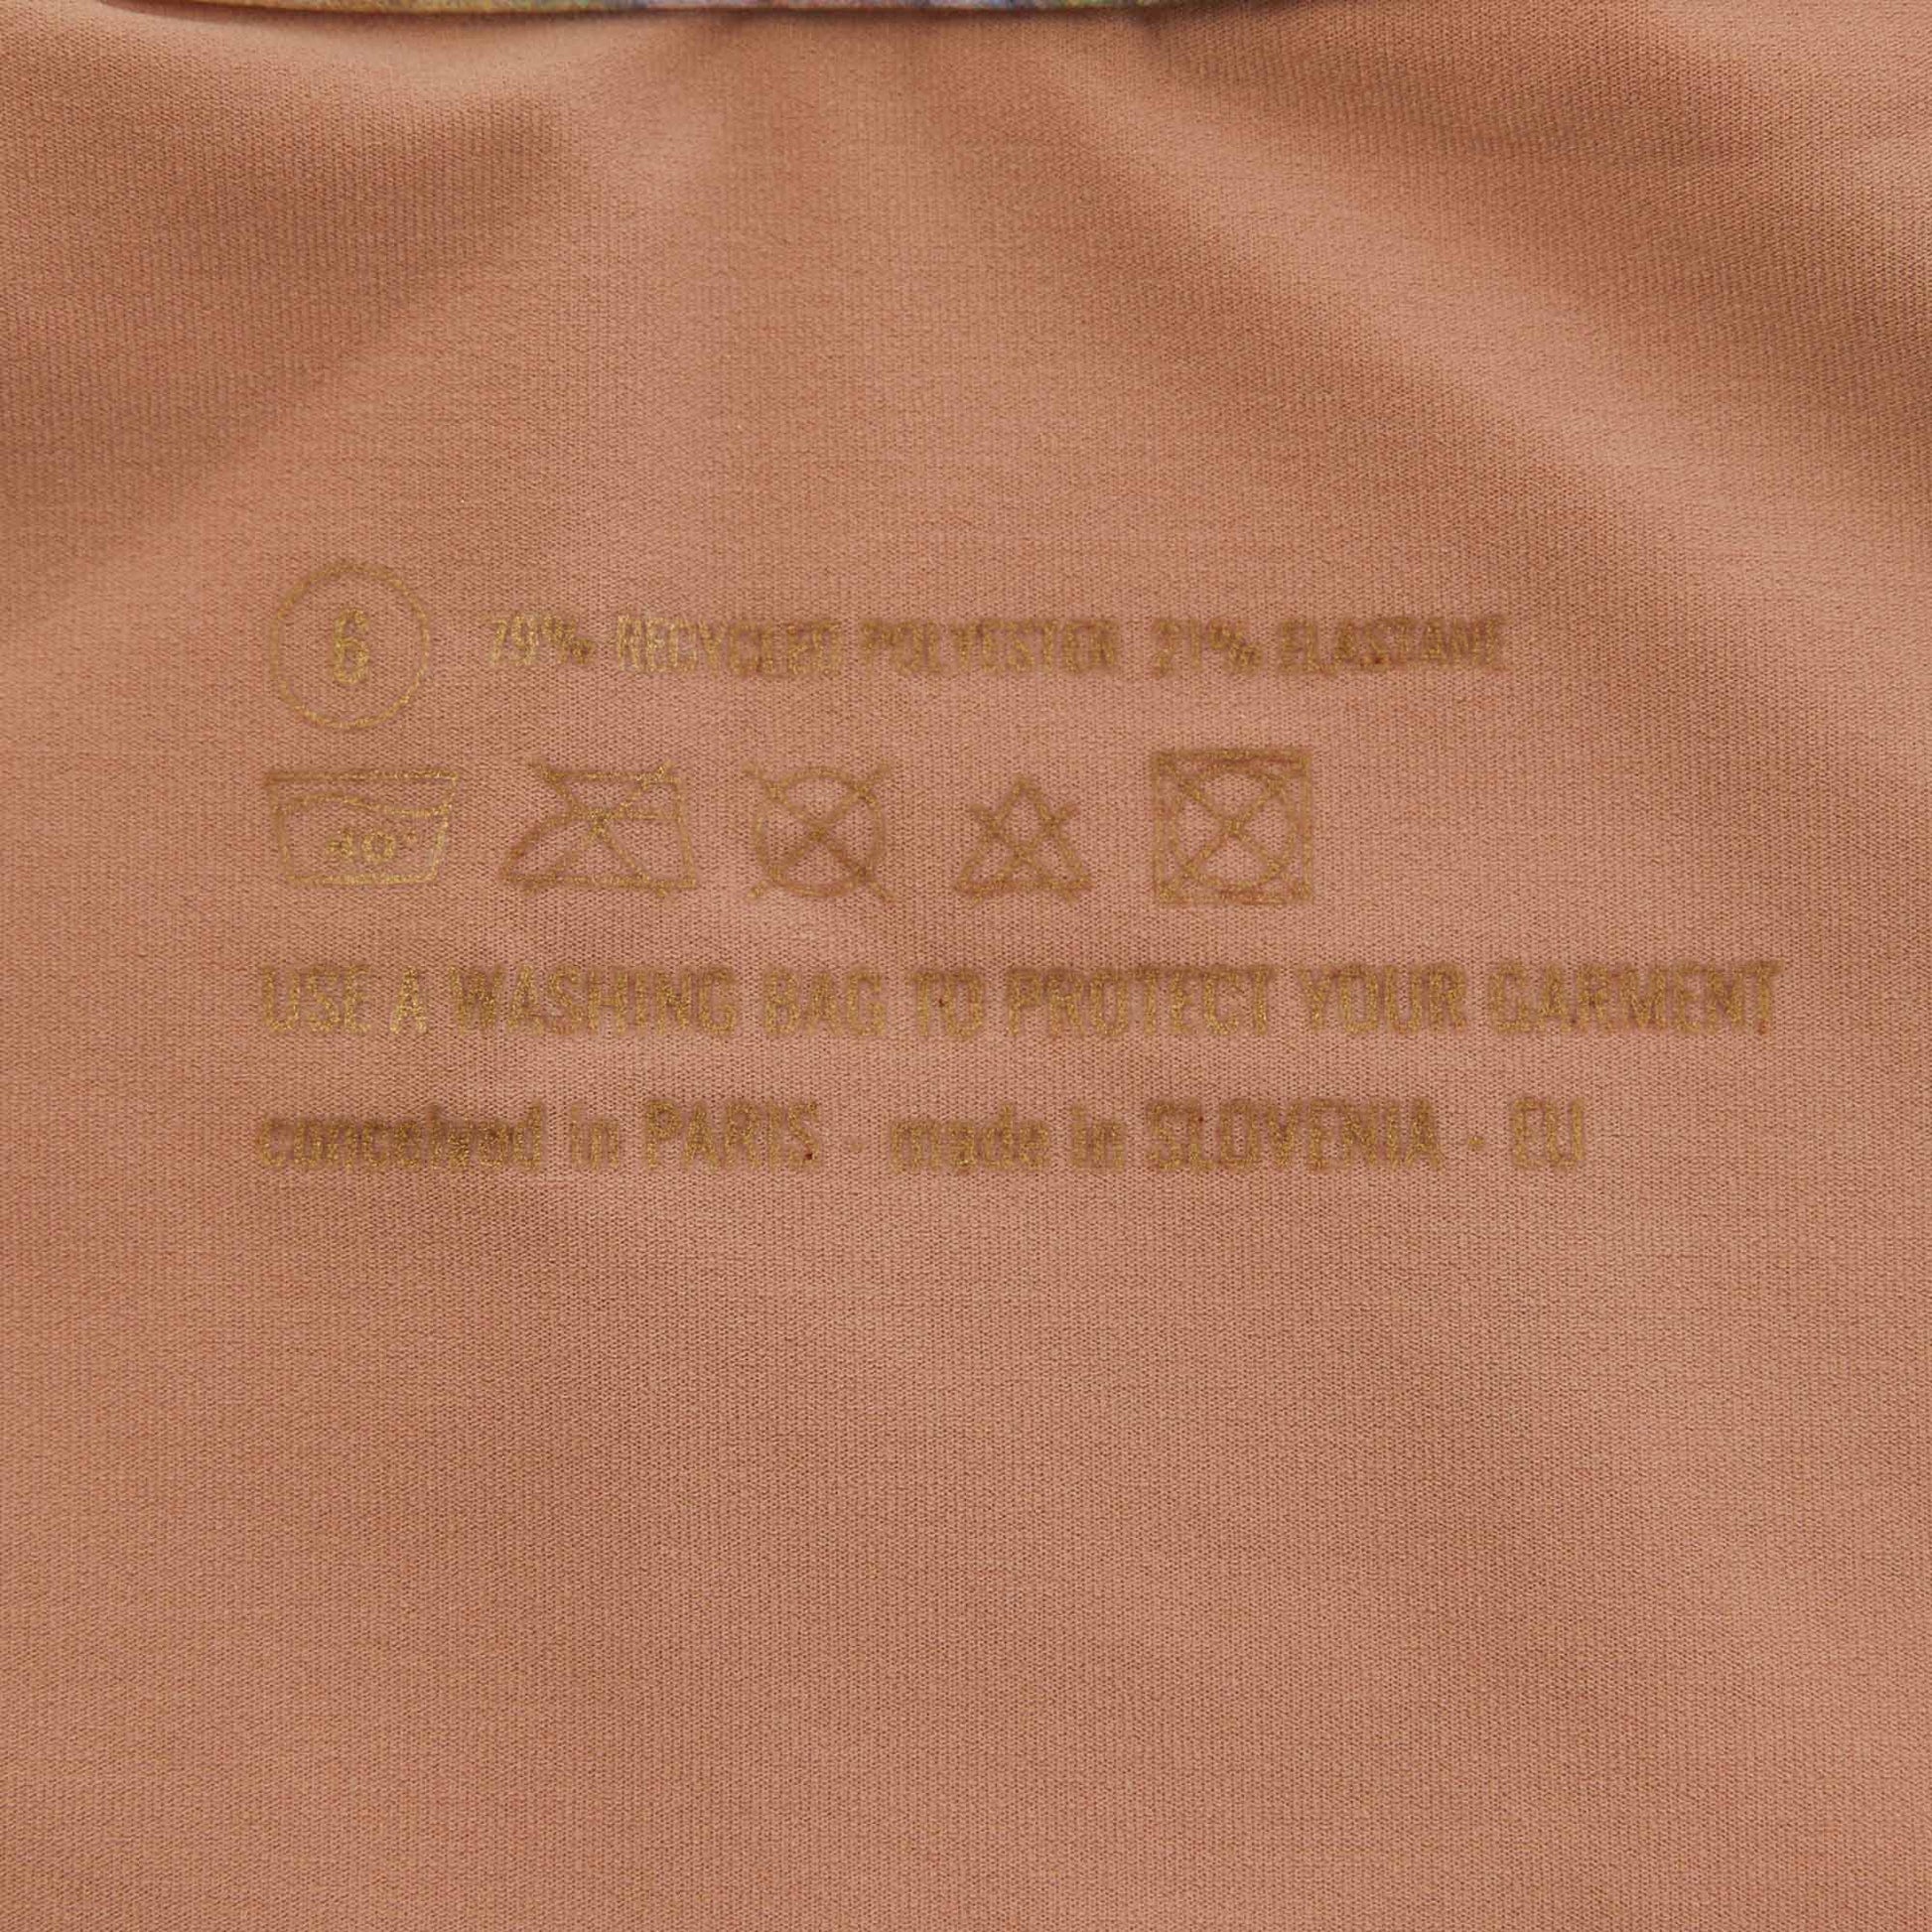 6 79% RECYCLED POLYESTER 21% ELASTANE
40°
USE A WASHING BAG TO PROTECT YOUR GARMENT
conceived in PARIS - made in SLOVENIA - EU